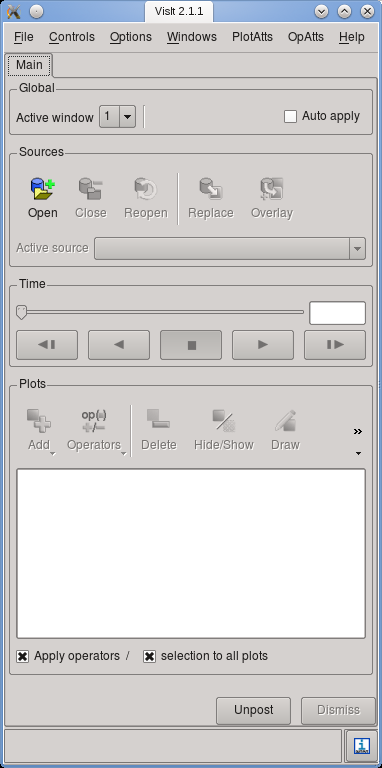 VisIt 2.1.1
File Controls Options Windows PlotAtts OpAtts Help
Main
Global
Active window 1 Auto apply
Sources
Open Close Reopen Replace Overlay
Active source
Time
Plots
op(.)
+/–
Add Operators Delete Hide/Show Draw
»
Apply operators / selection to all plots
Unpost Dismiss